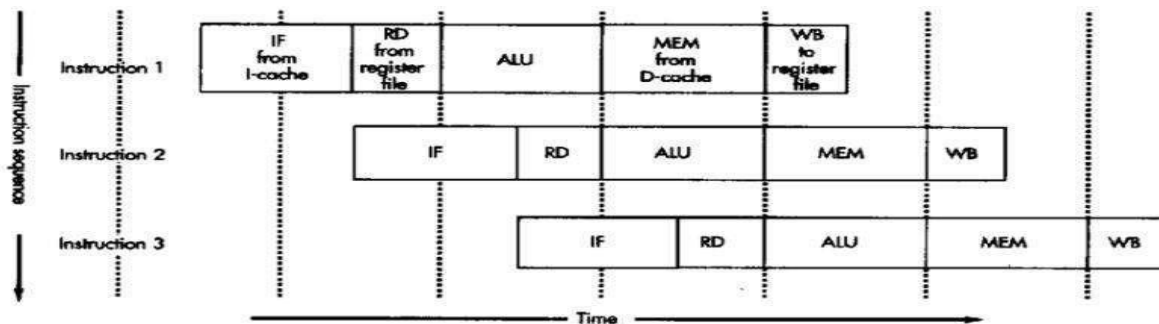 Instruction sequence
Instruction 1
IF
from
I-cache
RD
from
register
file
ALU
MEM
from
D-cache
WB
to
register
file
Instruction 2
IF
RD
ALU
MEM
WB
Instruction 3
IF
RD
ALU
MEM
WB
Time